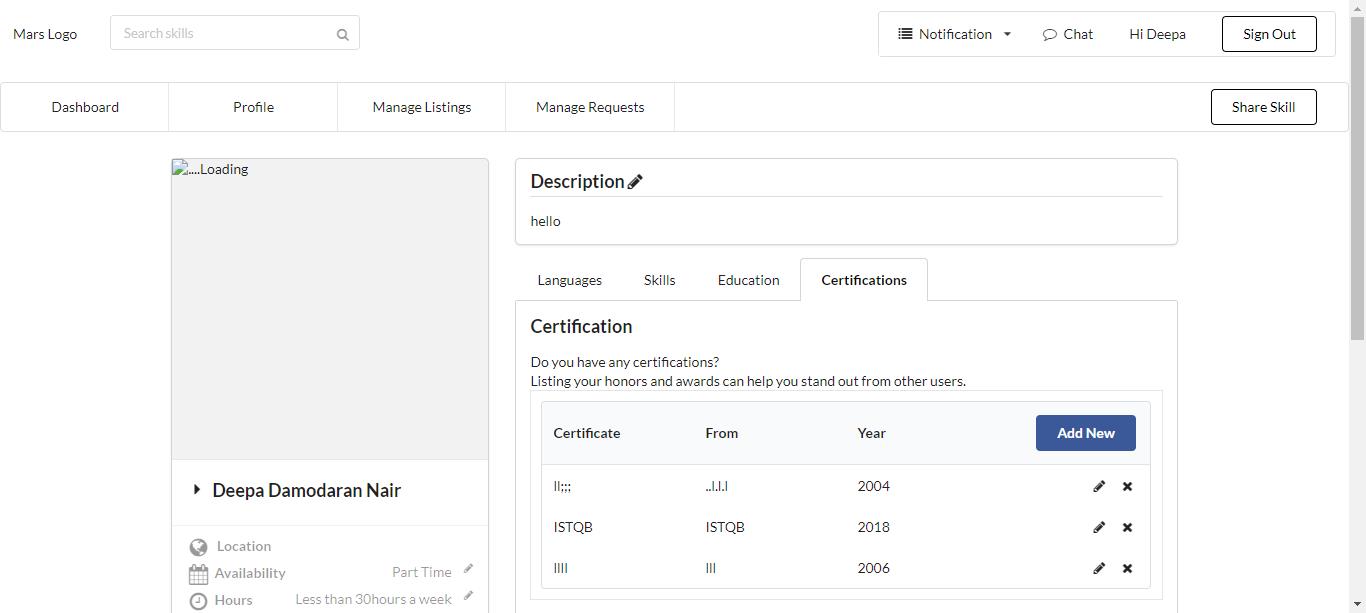 Mars Logo
Search skills
Notification
Chat
Hi Deepa
Sign Out
Dashboard
Profile
Manage Listings
Manage Requests
Share Skill
....Loading
Description
hello
Languages
Skills
Education
Certifications
Certification
Do you have any certifications?
Listing your honors and awards can help you stand out from other users.
Certificate From Year Add New
ll;;; ..l.l.l 2004
ISTQB ISTQB 2018
llll lll 2006
Deepa Damodaran Nair
Location
Availability Part Time
Hours Less than 30hours a week